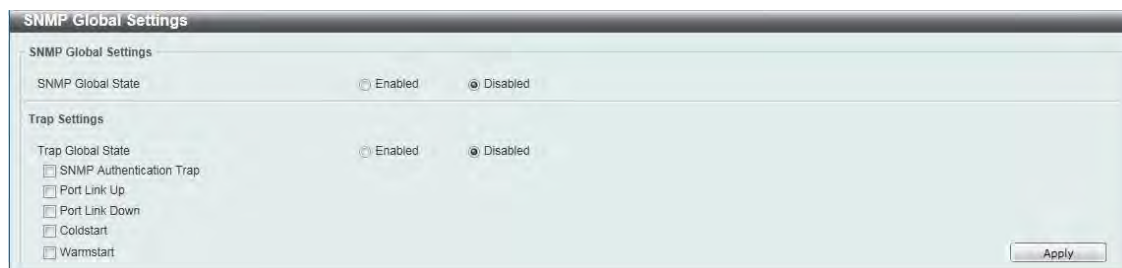 SNMP Global Settings
SNMP Global Settings
SNMP Global State Enabled Disabled
Trap Settings
Trap Global State Enabled Disabled
SNMP Authentication Trap
Port Link Up
Port Link Down
Coldstart
Warmstart
Apply